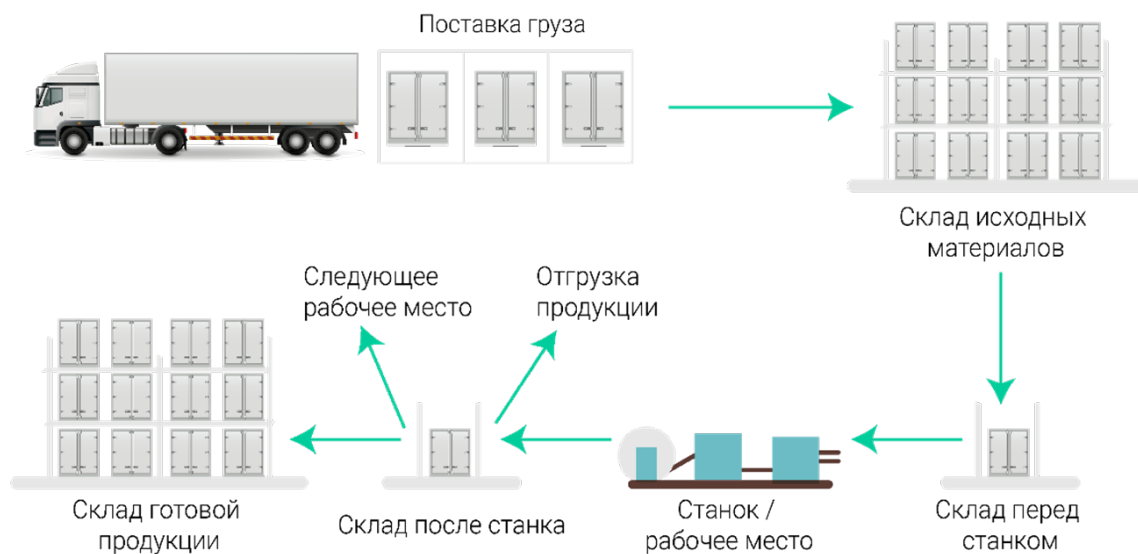 Поставка груза
Склад исходных
материалов
Следующее
рабочее место
Отгрузка
продукции
Склад готовой
продукции
Склад после станка
Станок /
рабочее место
Склад перед
станком